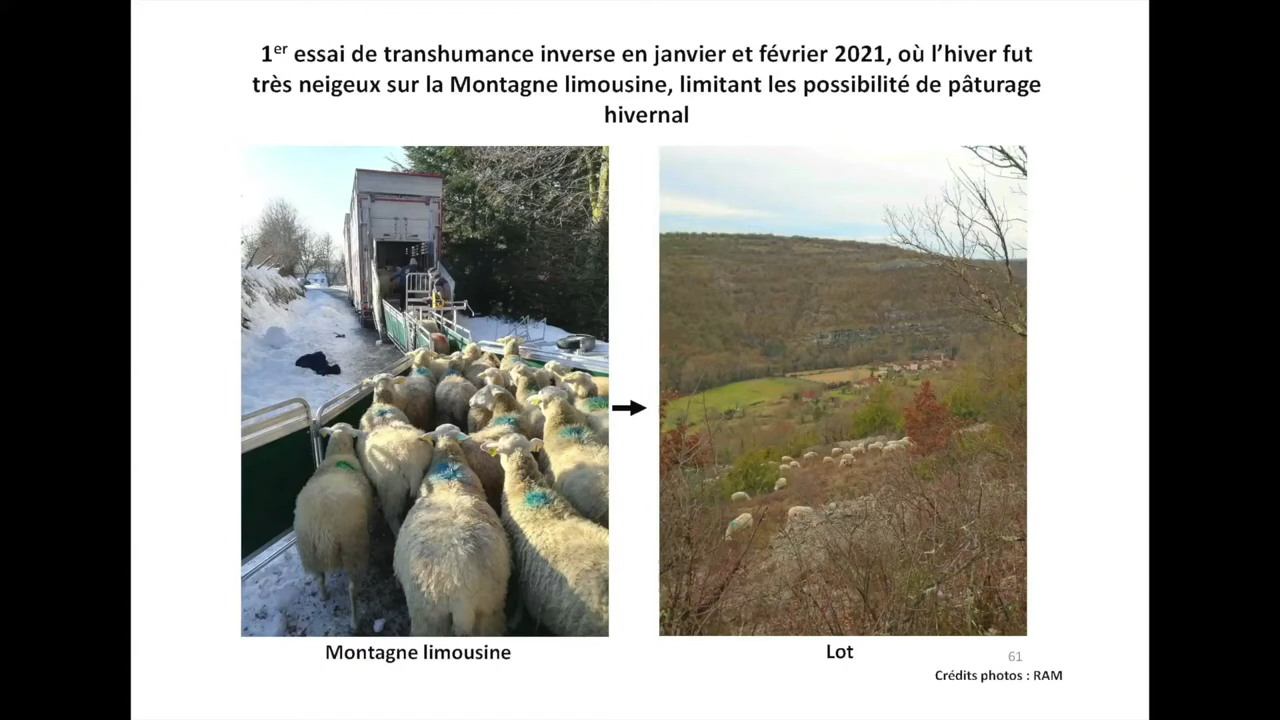 1er essai de transhumance inverse en janvier et février 2021, où l’hiver fut
très neigeux sur la Montagne limousine, limitant les possibilité de pâturage
hivernal
Montagne limousine
Lot
61
Crédits photos : RAM